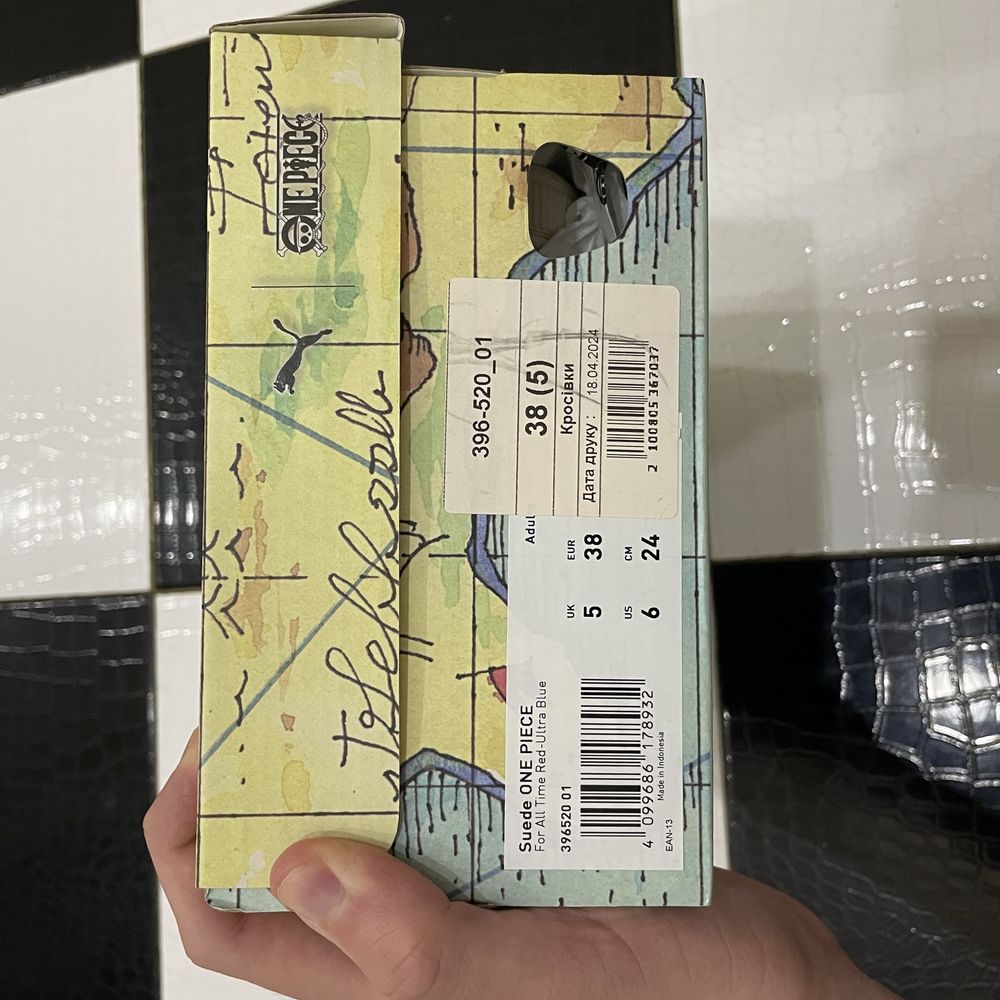 ONE PIECE
396-520_01
38 (5)
Кросівки
Дата друку : 18.04.2024
2 100805 367037
Adul
EUR
38
CM
24
UK
5
US
6
Suede ONE PIECE
For All Time Red-Ultra Blue
396520 01
4 099686 178932
EAN-13
Made in Indonesia